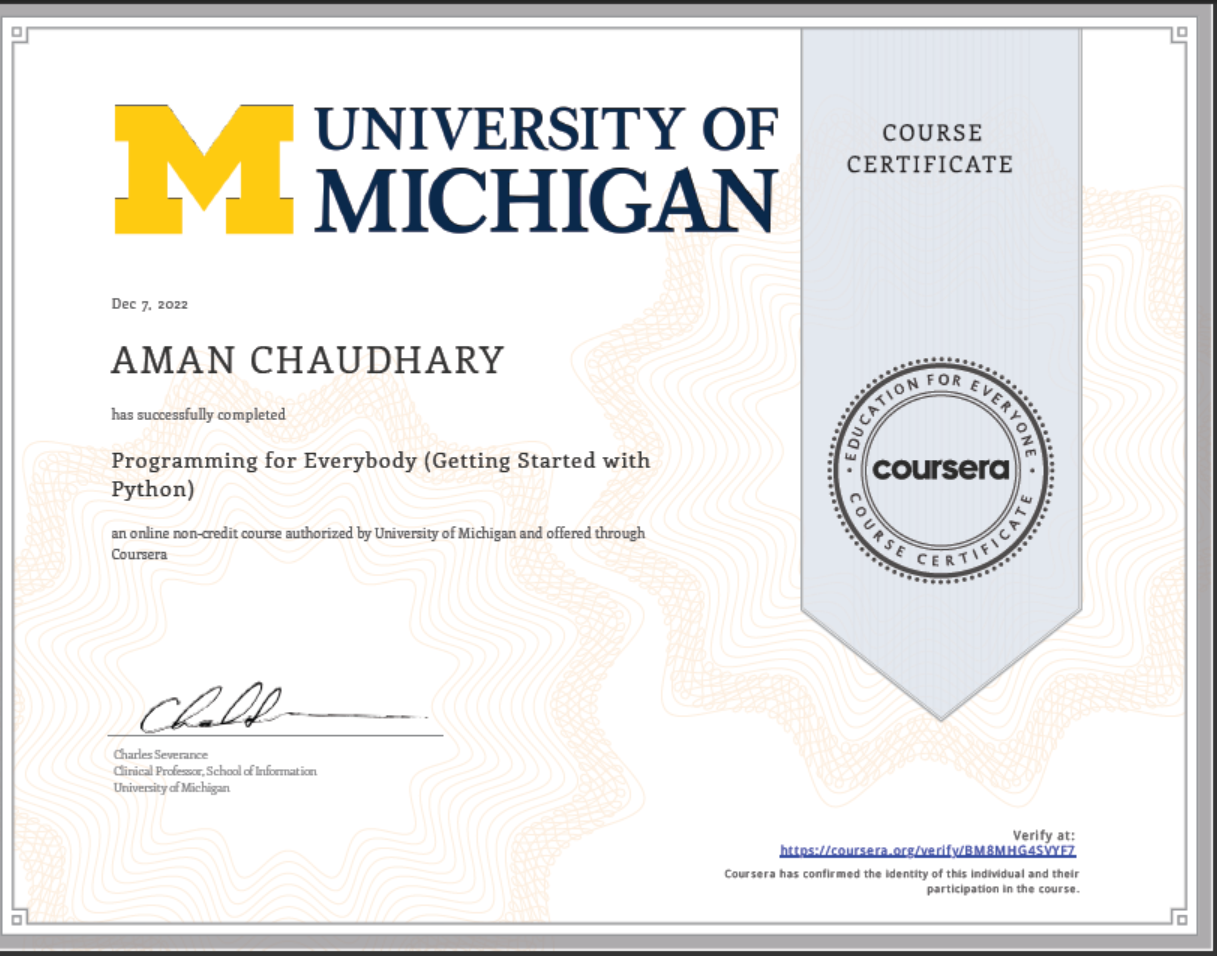 UNIVERSITY OF
MICHIGAN
COURSE
CERTIFICATE
Dec 7, 2022
AMAN CHAUDHARY
has successfully completed
Programming for Everybody (Getting Started with
Python)
an online non-credit course authorized by University of Michigan and offered through
Coursera
EDUCATION FOR EVERYONE
coursera
COURSE CERTIFICATE
Charles Severance
Clinical Professor, School of Information
University of Michigan
Verify at:
https://coursera.org/verify/BM8MHG4SVYF7
Coursera has confirmed the identity of this individual and their
participation in the course.